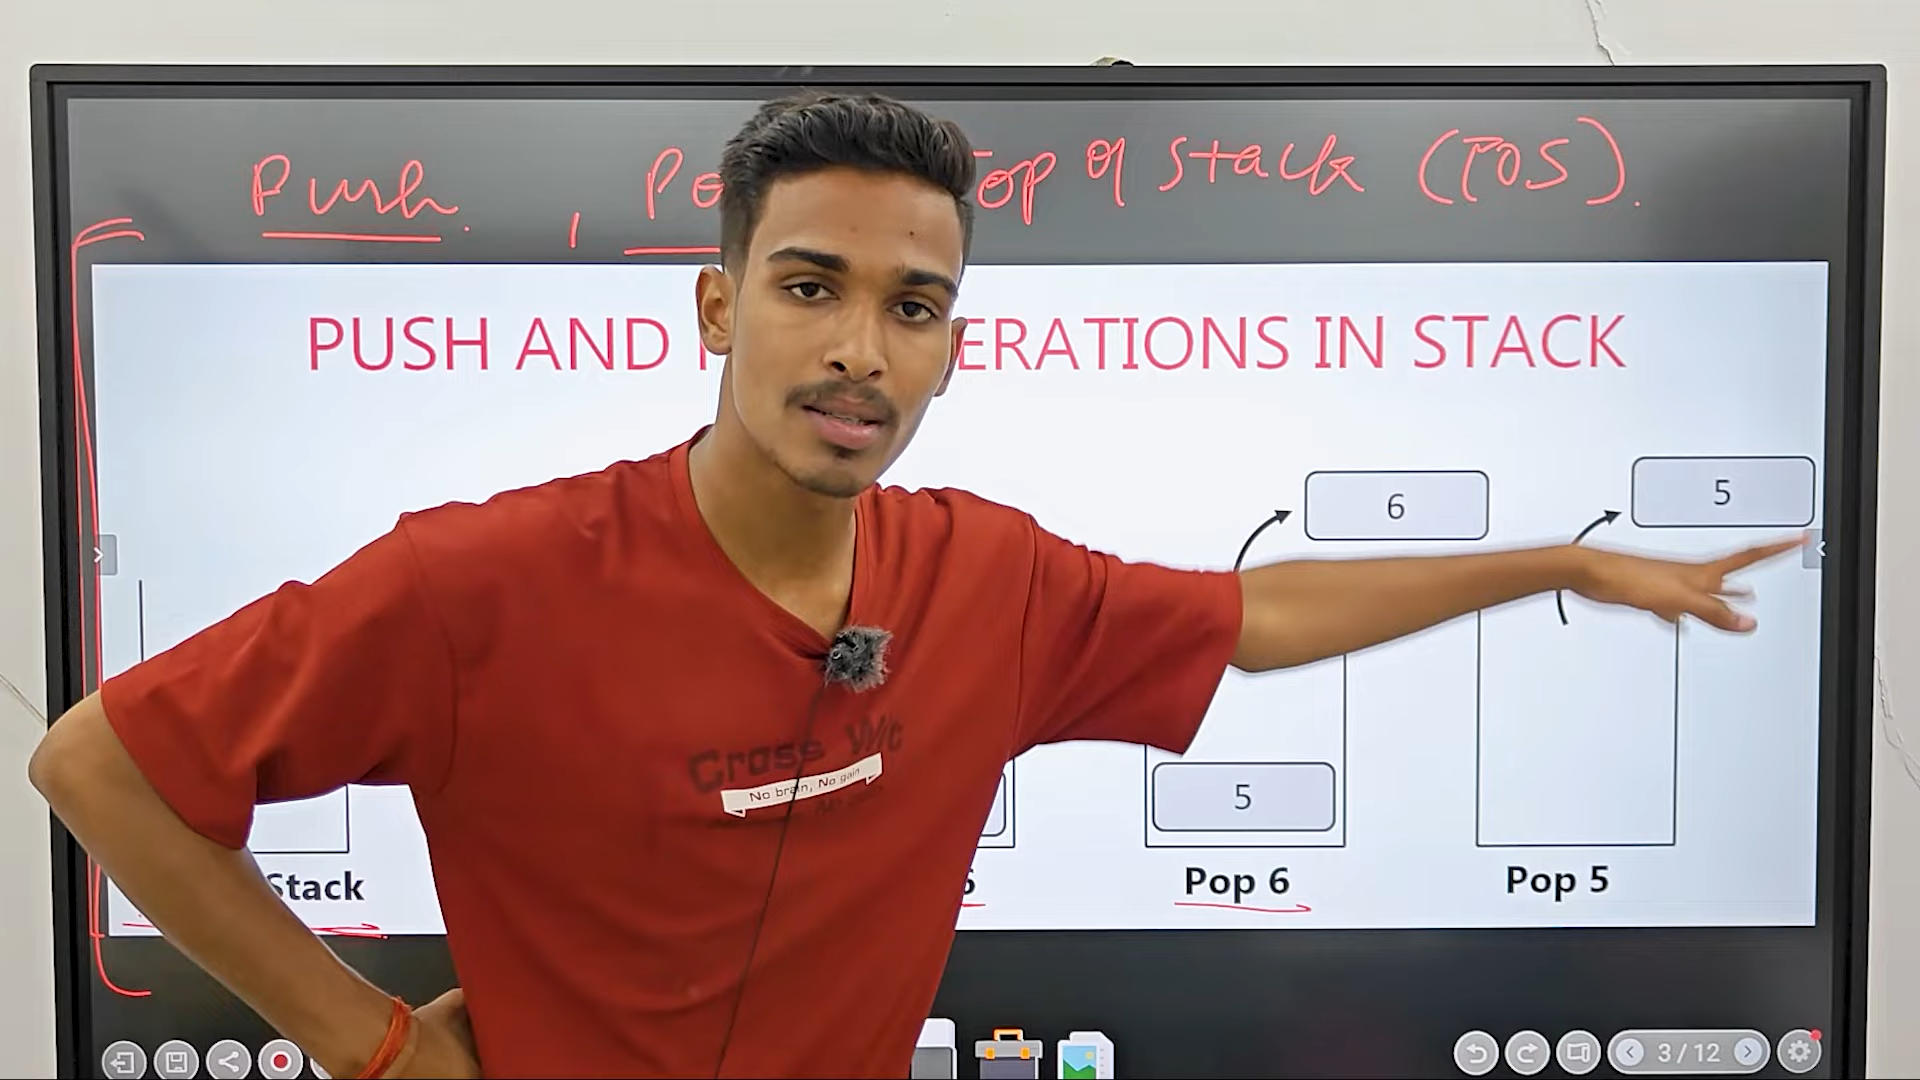 Push , Po Top of Stack (TOS).
PUSH AND ERATIONS IN STACK
6
5
5
Stack
6
Pop 6
Pop 5
Cross
No brain, No gain
3/12